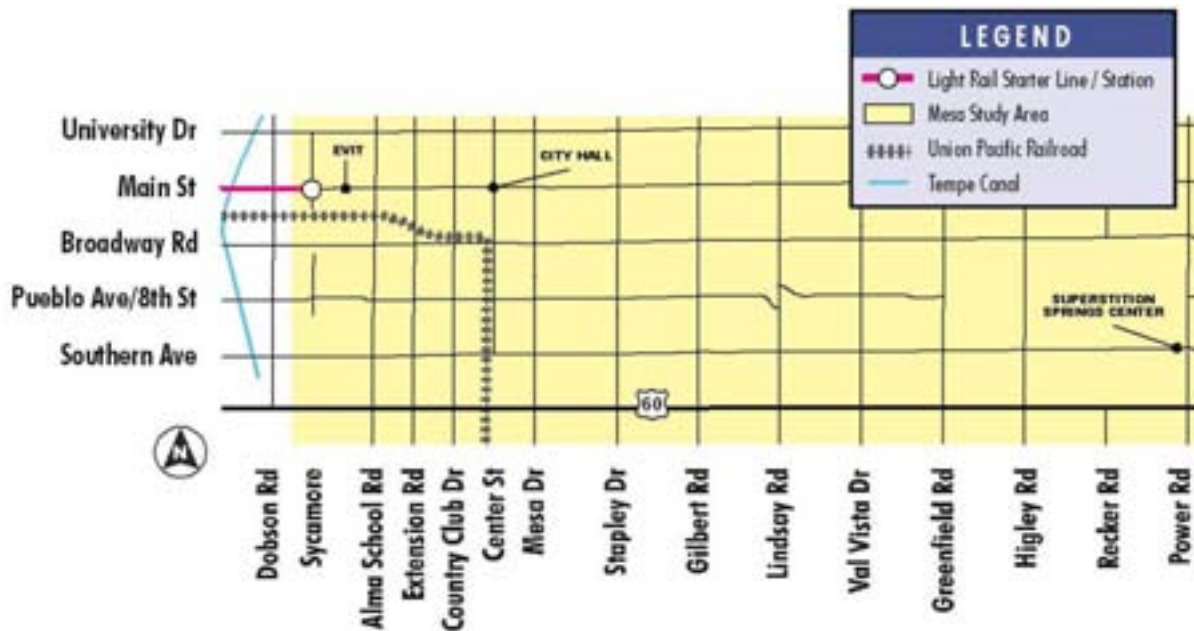 LEGEND
Light Rail Starter Line / Station
Mesa Study Area
Union Pacific Railroad
Tempe Canal
University Dr
Main St
Broadway Rd
Pueblo Ave/8th St
Southern Ave
EVIT
CITY HALL
SUPERSTITION
SPRINGS CENTER
60
N
Dobson Rd
Sycamore
Alma School Rd
Extension Rd
Country Club Dr
Center St
Mesa Dr
Stapley Dr
Gilbert Rd
Lindsay Rd
Val Vista Dr
Greenfield Rd
Higley Rd
Recker Rd
Power Rd